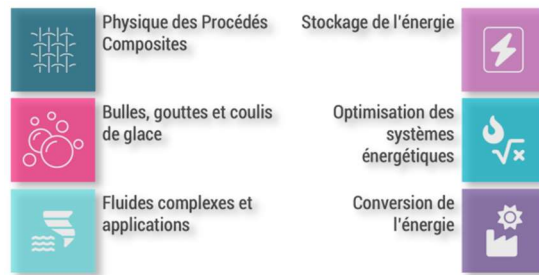 Physique des Procédés
Composites
Stockage de l'énergie
Bulles, gouttes et coulis
de glace
Optimisation des
systèmes
énergétiques
Fluides complexes et
applications
Conversion de
l'énergie